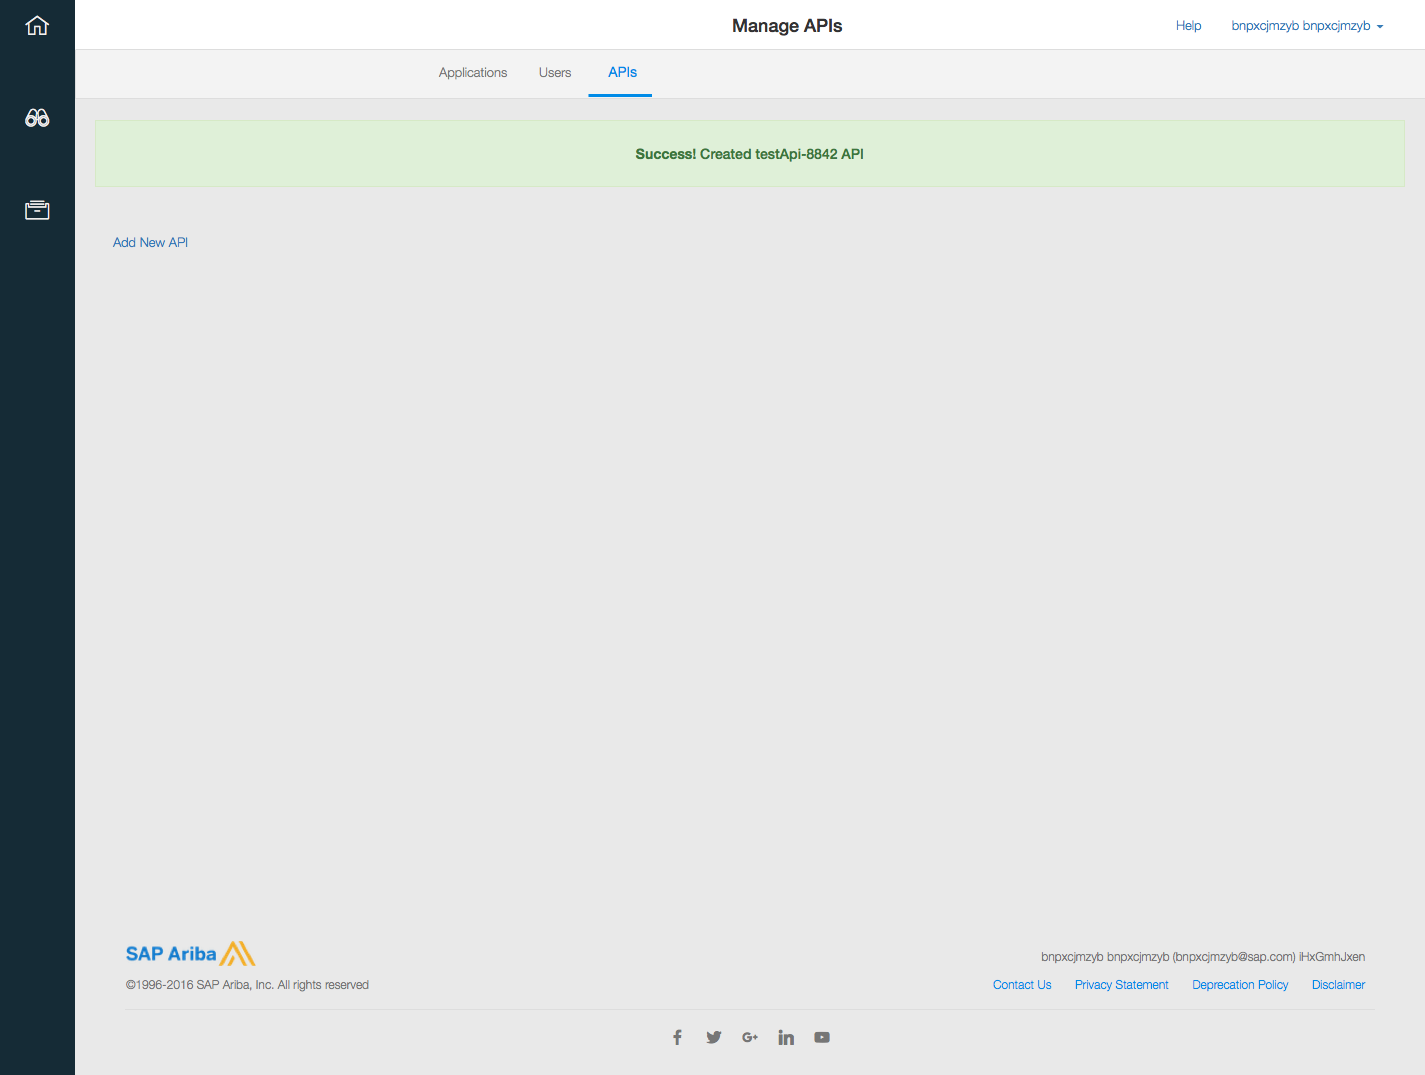 Manage APIs
Help
bnpxcjmzyb bnpxcjmzyb
Applications Users APIs
Success! Created testApi-8842 API
Add New API
SAP Ariba
bnpxcjmzyb bnpxcjmzyb (bnpxcjmzyb@sap.com) iHxGmhJxen
©1996-2016 SAP Ariba, Inc. All rights reserved
Contact Us Privacy Statement Deprecation Policy Disclaimer